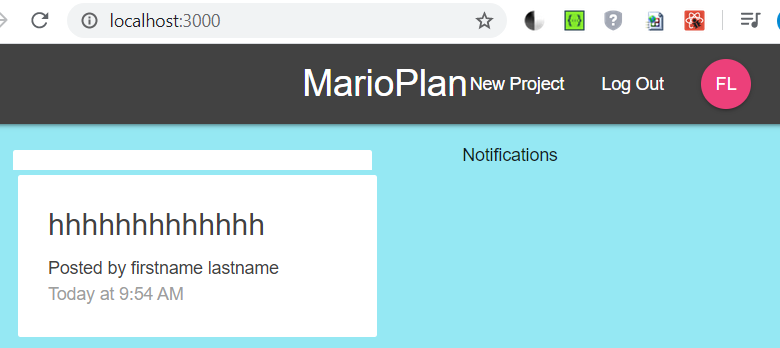 localhost:3000
MarioPlan New Project Log Out FL
Notifications
hhhhhhhhhhhhh
Posted by firstname lastname
Today at 9:54 AM